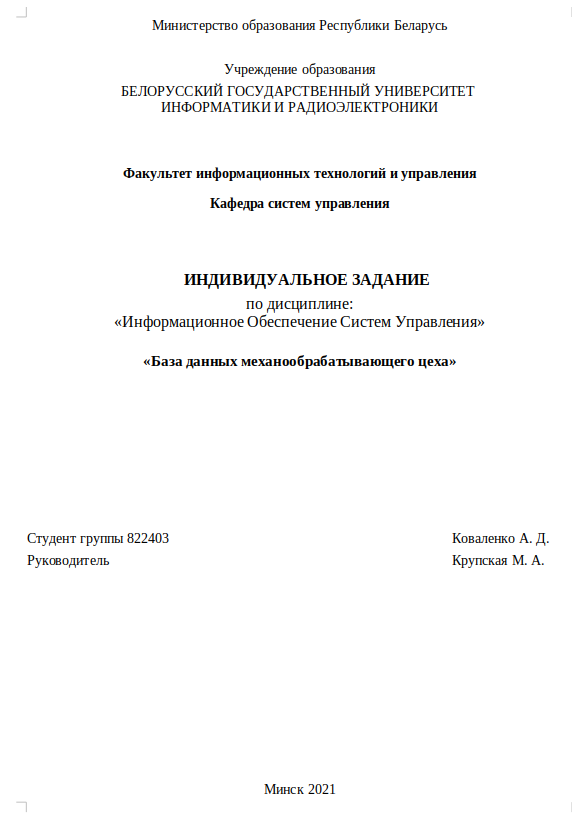 Министерство образования Республики Беларусь
Учреждение образования
БЕЛОРУССКИЙ ГОСУДАРСТВЕННЫЙ УНИВЕРСИТЕТ
ИНФОРМАТИКИ И РАДИОЭЛЕКТРОНИКИ
Факультет информационных технологий и управления
Кафедра систем управления
ИНДИВИДУАЛЬНОЕ ЗАДАНИЕ
по дисциплине:
«Информационное Обеспечение Систем Управления»
«База данных механообрабатывающего цеха»
Студент группы 822403 Коваленко А. Д.
Руководитель Крупская М. А.
Минск 2021